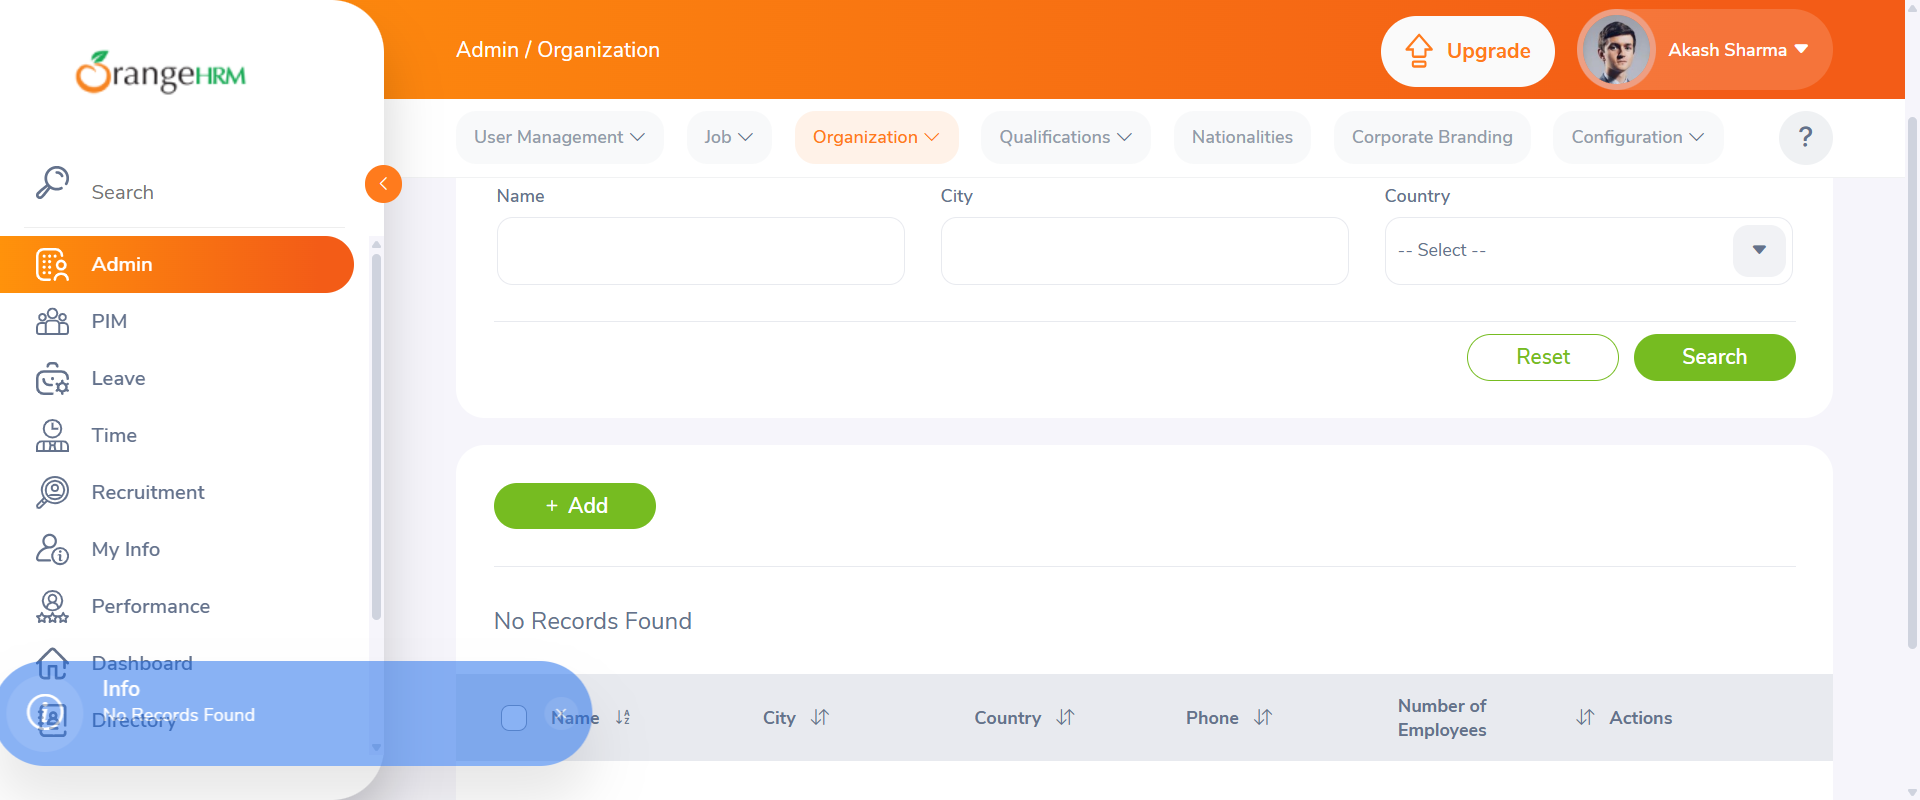 OrangeHRM
Admin / Organization
Upgrade
Akash Sharma
User Management
Job
Organization
Qualifications
Nationalities
Corporate Branding
Configuration
?
Search
Admin
PIM
Leave
Time
Recruitment
My Info
Performance
Dashboard
Directory
Name
City
Country
-- Select --
Reset
Search
+ Add
No Records Found
Name
City
Country
Phone
Number of
Employees
Actions
Info
No Records Found